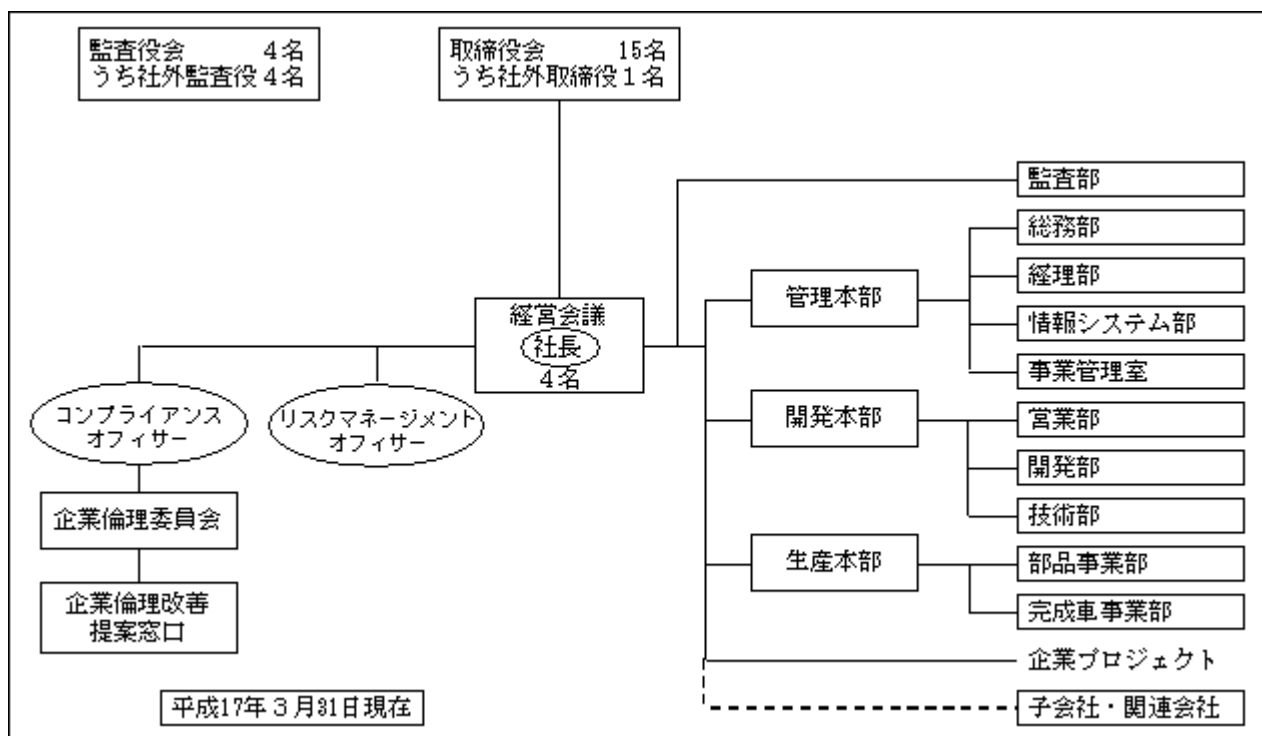 監査役会 4名
うち社外監査役4名
取締役会 15名
うち社外取締役1名
監査部
総務部
経理部
情報システム部
事業管理室
管理本部
経営会議
社長
4名
コンプライアンス
オフィサー
リスクマネージメント
オフィサー
開発本部
営業部
開発部
技術部
企業倫理委員会
生産本部
部品事業部
完成車事業部
企業倫理改善
提案窓口
企業プロジェクト
子会社・関連会社
平成17年3月31日現在